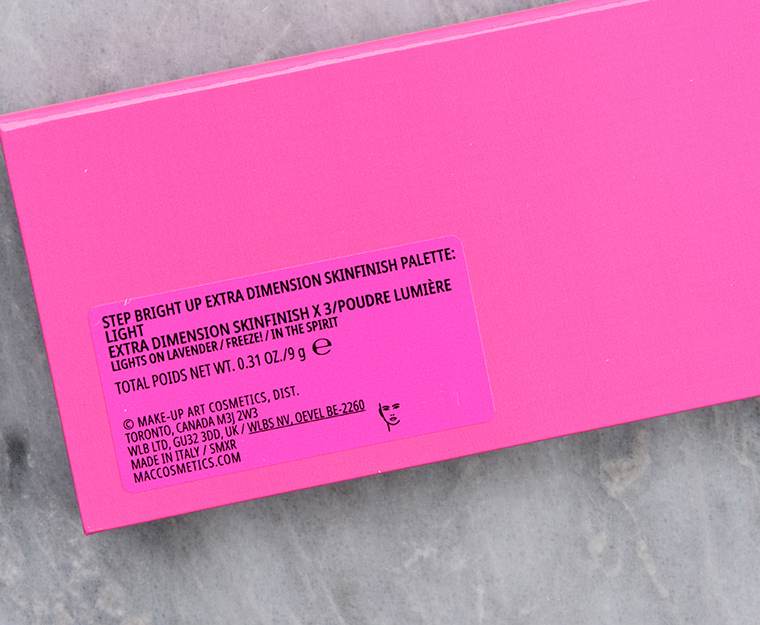 STEP BRIGHT UP EXTRA DIMENSION SKINFINISH PALETTE:
LIGHT
EXTRA DIMENSION SKINFINISH X 3/POUDRE LUMIÈRE
LIGHTS ON LAVENDER / FREEZE! / IN THE SPIRIT
TOTAL POIDS NET WT. 0.31 OZ./9 g ℮
© MAKE-UP ART COSMETICS, DIST.
TORONTO, CANADA M3J 2W3
WLB LTD, GU32 3DD, UK / WLBS NV, OEVEL BE-2260
MADE IN ITALY / SMXR
MACCOSMETICS.COM